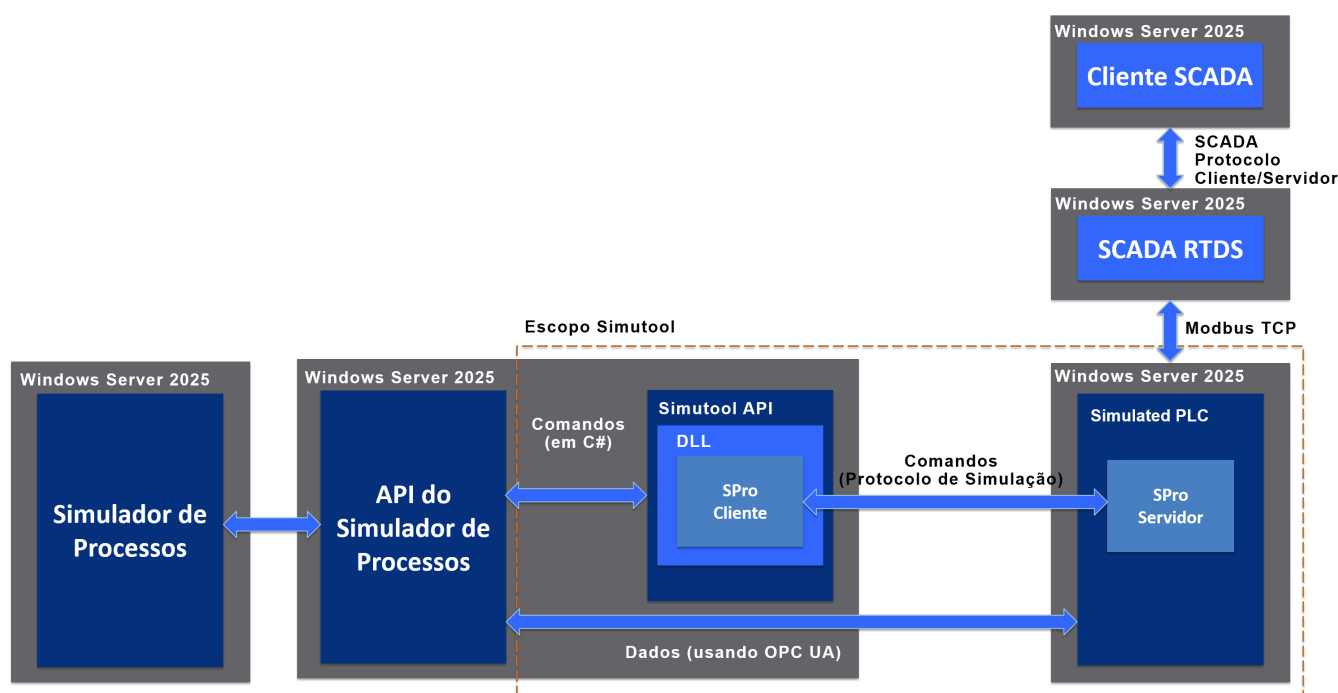 Windows Server 2025
Cliente SCADA
SCADA
Protocolo
Cliente/Servidor
Windows Server 2025
SCADA RTDS
Modbus TCP
Escopo Simutool
Windows Server 2025
Simulador de
Processos
Windows Server 2025
API do
Simulador de
Processos
Comandos
(em C#)
Simutool API
DLL
SPro
Cliente
Comandos
(Protocolo de Simulação)
Windows Server 2025
Simulated PLC
SPro
Servidor
Dados (usando OPC UA)